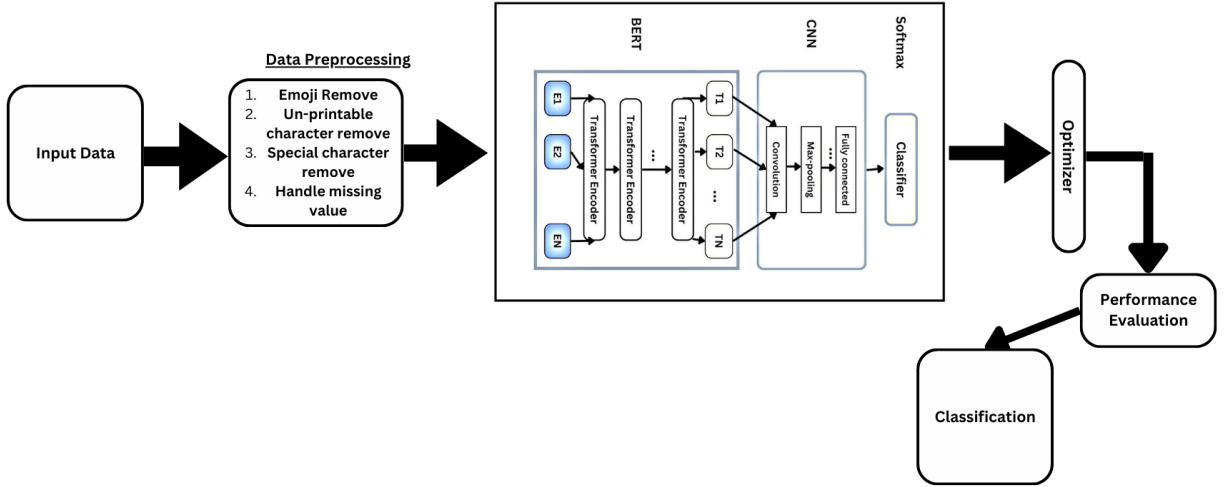 Input Data
Data Preprocessing
1. Emoji Remove
2. Un-printable
character remove
3. Special character
remove
4. Handle missing
value
BERT
CNN
Softmax
E1
E2
EN
Transformer Encoder
Transformer Encoder
...
Transformer Encoder
T1
T2
...
TN
Convolution
Max-pooling
....
Fully connected
Classifier
Optimizer
Performance
Evaluation
Classification